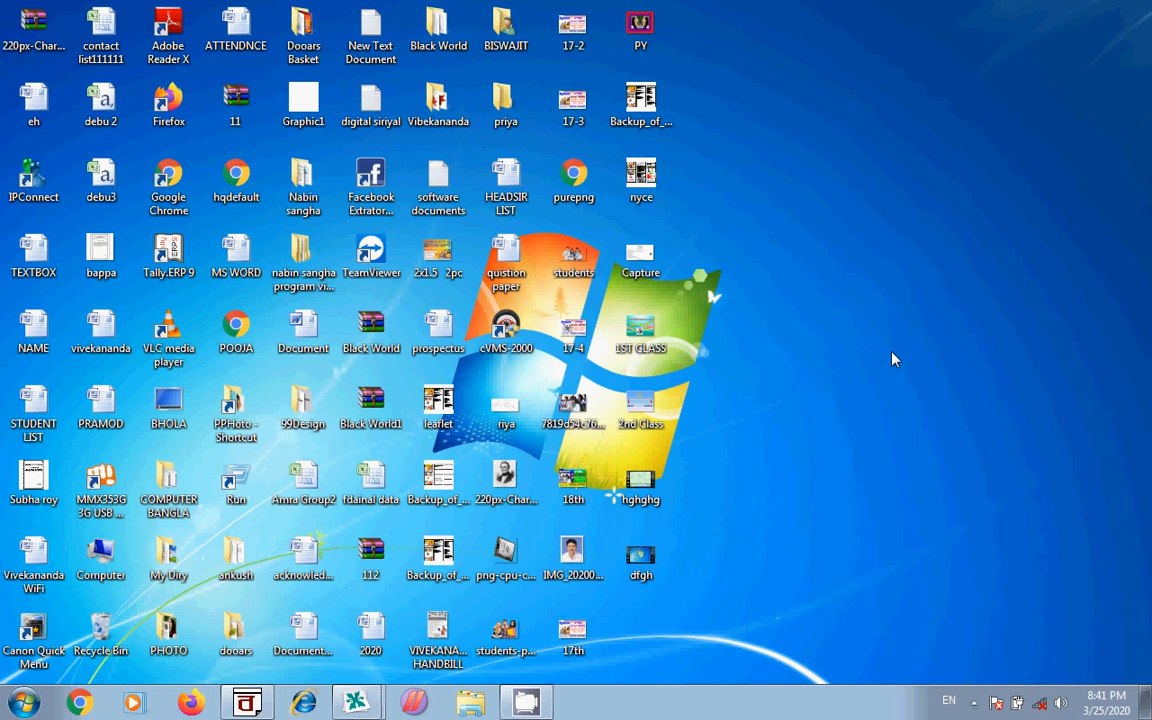 220px-Char...
contact
list111111
Adobe
Reader X
ATTENDNCE
Dooars
Basket
New Text
Document
Black World
BISWAJIT
17-2
PY
eh
debu 2
Firefox
11
Graphic1
digital siriyal
Vibekananda
priya
17-3
Backup_of_...
IPConnect
debu3
Google
Chrome
hqdefault
Nabin
sangha
Facebook
Extrator...
software
documents
HEADSIR
LIST
purepng
nyce
TEXTBOX
bappa
Tally.ERP 9
MS WORD
nabin sangha
program vi...
TeamViewer
2x1.5 2pc
quistion
paper
students
Capture
NAME
vivekananda
VLC media
player
POOJA
Document
Black World
prospectus
cVMS-2000
17-4
1ST CLASS
STUDENT
LIST
PRAMOD
BHOLA
PPHoto -
Shortcut
99Design
Black World1
leaflet
riya
7819d54c76...
2nd Class
Subha roy
MMX353G
3G USB ...
COMPUTER
BANGLA
Run
Amra Group2
fdainal data
Backup_of_...
220px-Char...
18th
hghghg
Vivekananda
WiFi
Computer
My Diry
ankush
acknowled...
112
Backup_of_...
png-cpu-c...
IMG_20200...
dfgh
Canon Quick
Menu
Recycle Bin
PHOTO
dooars
Document...
2020
VIVEKANA...
HANDBILL
students-p...
17th
EN
8:41 PM
3/25/2020